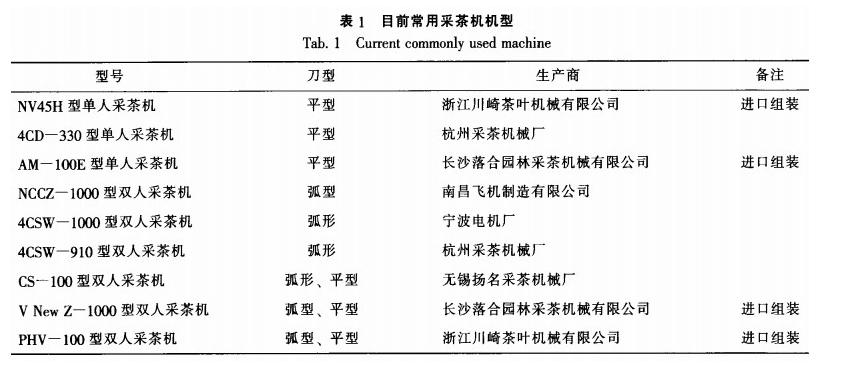 表 1 目前常用采茶机机型
Tab. 1 Current commonly used machine
型号 刀型 生产商 备注
NV45H 型单人采茶机 平型 浙江川崎茶叶机械有限公司 进口组装
4CD—330 型单人采茶机 平型 杭州采茶机械厂
AM—100E 型单人采茶机 平型 长沙落合园林采茶机械有限公司 进口组装
NCCZ—1000 型双人采茶机 弧型 南昌飞机制造有限公司
4CSW—1000 型双人采茶机 弧形 宁波电机厂
4CSW—910 型双人采茶机 弧形 杭州采茶机械厂
CS—100 型双人采茶机 弧形、平型 无锡扬名采茶机械厂
V New Z—1000 型双人采茶机 弧型、平型 长沙落合园林采茶机械有限公司 进口组装
PHV—100 型双人采茶机 弧型、平型 浙江川崎茶叶机械有限公司 进口组装